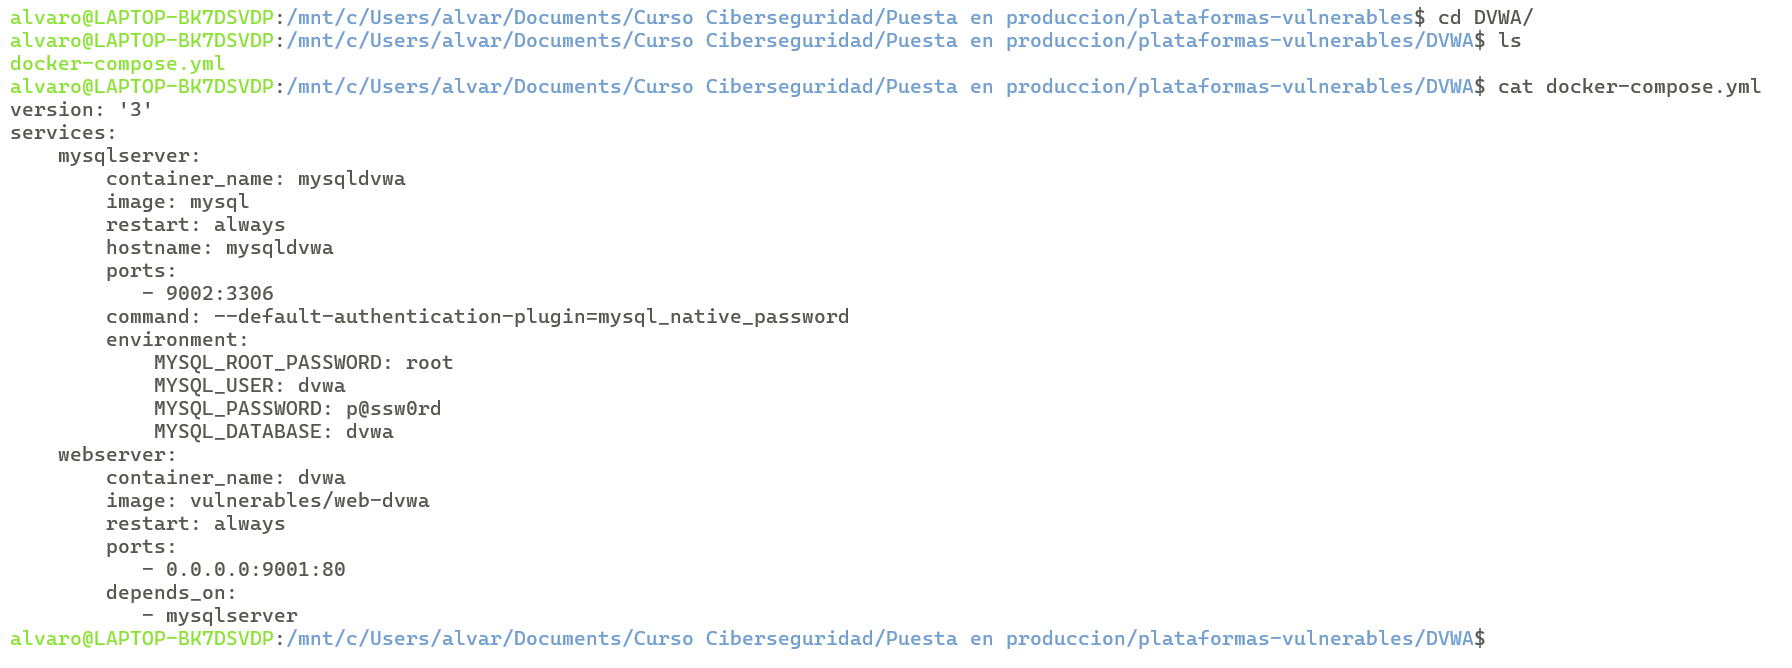 alvaro@LAPTOP-BK7DSVDP:/mnt/c/Users/alvar/Documents/Curso Ciberseguridad/Puesta en produccion/plataformas-vulnerables$ cd DVWA/
alvaro@LAPTOP-BK7DSVDP:/mnt/c/Users/alvar/Documents/Curso Ciberseguridad/Puesta en produccion/plataformas-vulnerables/DVWA$ ls
docker-compose.yml
alvaro@LAPTOP-BK7DSVDP:/mnt/c/Users/alvar/Documents/Curso Ciberseguridad/Puesta en produccion/plataformas-vulnerables/DVWA$ cat docker-compose.yml
version: '3'
services:
    mysqlserver:
        container_name: mysqldvwa
        image: mysql
        restart: always
        hostname: mysqldvwa
        ports:
           - 9002:3306
        command: --default-authentication-plugin=mysql_native_password
        environment:
            MYSQL_ROOT_PASSWORD: root
            MYSQL_USER: dvwa
            MYSQL_PASSWORD: p@ssw0rd
            MYSQL_DATABASE: dvwa
    webserver:
        container_name: dvwa
        image: vulnerables/web-dvwa
        restart: always
        ports:
           - 0.0.0.0:9001:80
        depends_on:
           - mysqlserver
alvaro@LAPTOP-BK7DSVDP:/mnt/c/Users/alvar/Documents/Curso Ciberseguridad/Puesta en produccion/plataformas-vulnerables/DVWA$